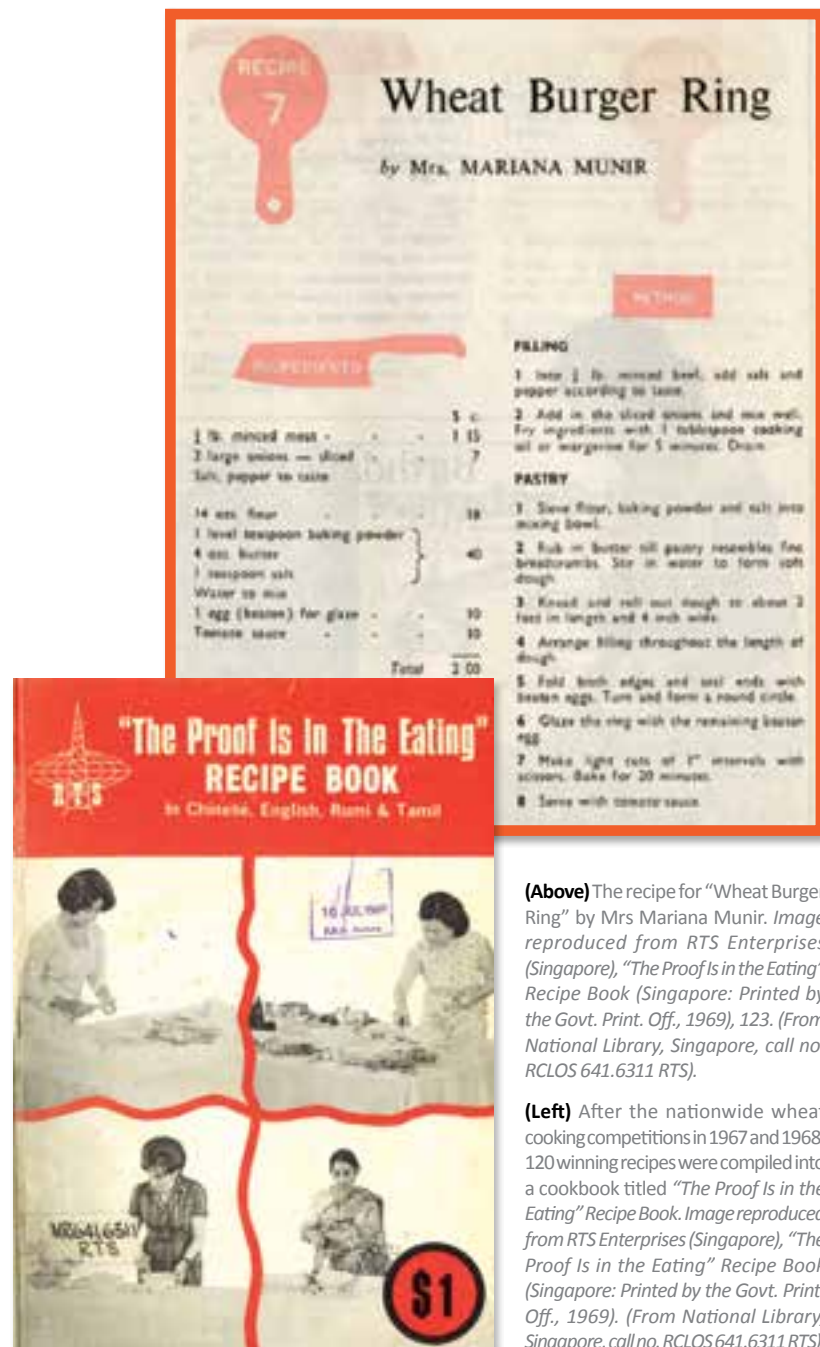 RECIPE
7
Wheat Burger Ring
by Mrs. MARIANA MUNIR
INGREDIENTS
$ c.
lb. minced meat - - - 1 15
2 large onions — sliced - - 7
Salt, pepper to taste
14 ozs. flour - - - 18
1 level teaspoon baking powder
4 ozs. butter 40
1 teaspoon salt
Water to mix
1 egg (beaten) for glaze - - 10
Tomato sauce - - - 10
Total 2.00
METHOD
FILLING
1 Into lb. minced beef, add salt and
pepper according to taste.
2 Add in the sliced onions and mix well.
Fry ingredients with 1 tablespoon cooking
oil or margarine for 5 minutes. Drain.
PASTRY
1 Sieve flour, baking powder and salt into
mixing bowl.
2 Rub in butter till pastry resembles fine
breadcrumbs. Stir in water to form soft
dough.
3 Knead and roll out dough to about 2
feet in length and 4 inch wide.
4 Arrange filling throughout the length of
dough.
5 Fold both edges and seal ends with
beaten eggs. Turn and form a round circle.
6 Glaze the ring with the remaining beaten
egg.
7 Make light cuts of 1" intervals with
scissors. Bake for 20 minutes.
8 Serve with tomato sauce.
"The Proof Is In The Eating"
RECIPE BOOK
In Chinese, English, Rumi & Tamil
RTS
RTS
$1
(Above) The recipe for “Wheat Burger
Ring” by Mrs Mariana Munir. Image
reproduced from RTS Enterprises
(Singapore), “The Proof Is in the Eating”
Recipe Book (Singapore: Printed by
the Govt. Print. Off., 1969), 123. (From
National Library, Singapore, call no.
RCLOS 641.6311 RTS).
(Left) After the nationwide wheat
cooking competitions in 1967 and 1968,
120 winning recipes were compiled into
a cookbook titled “The Proof Is in the
Eating” Recipe Book. Image reproduced
from RTS Enterprises (Singapore), “The
Proof Is in the Eating” Recipe Book
(Singapore: Printed by the Govt. Print.
Off., 1969). (From National Library,
Singapore, call no. RCLOS 641.6311 RTS).